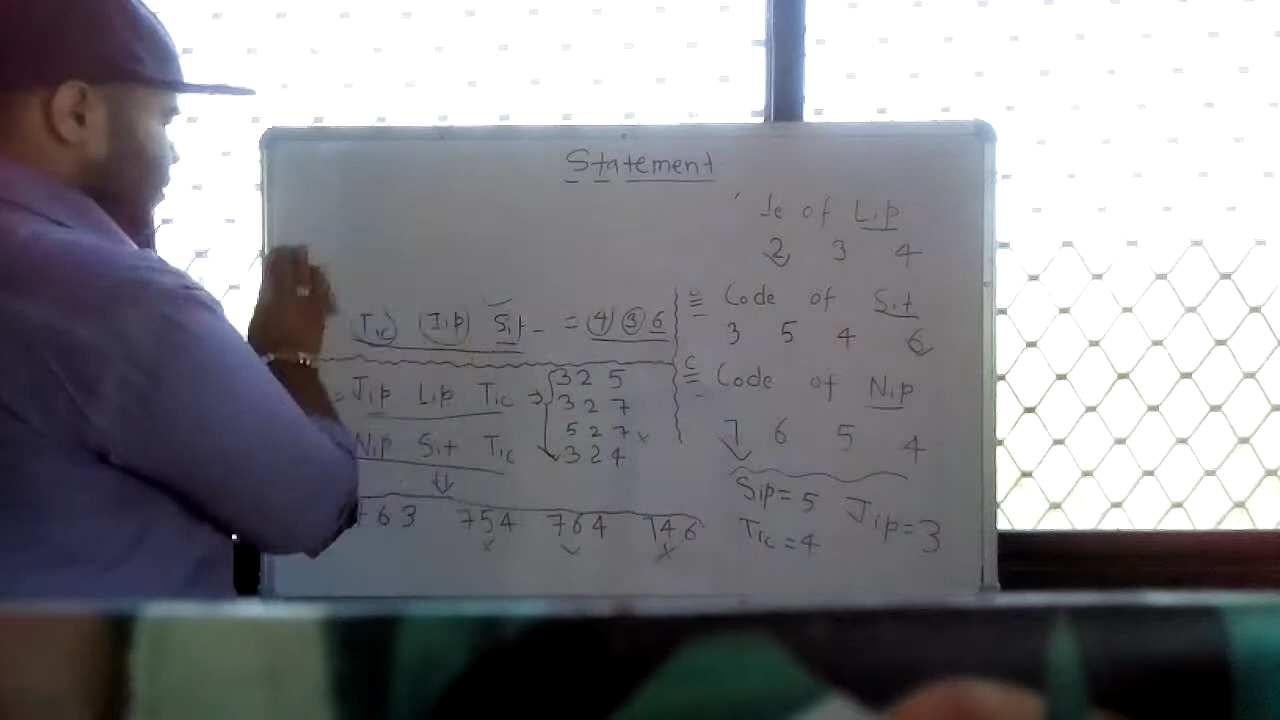 Statement
Je of Lip
2 3 4
Tic Jip Sit = 4 3 6
Code of Sit
3 5 4 6
= Jip Lip Tic ⇒ 3 2 5
3 2 7
5 2 7 x
3 2 4
c = Code of Nip
7 6 5 4
Nip Sit Tic
⇓
6 3 7 5 4 7 6 4 7 4 6
x x
Sip = 5 Jip = 3
Tic = 4